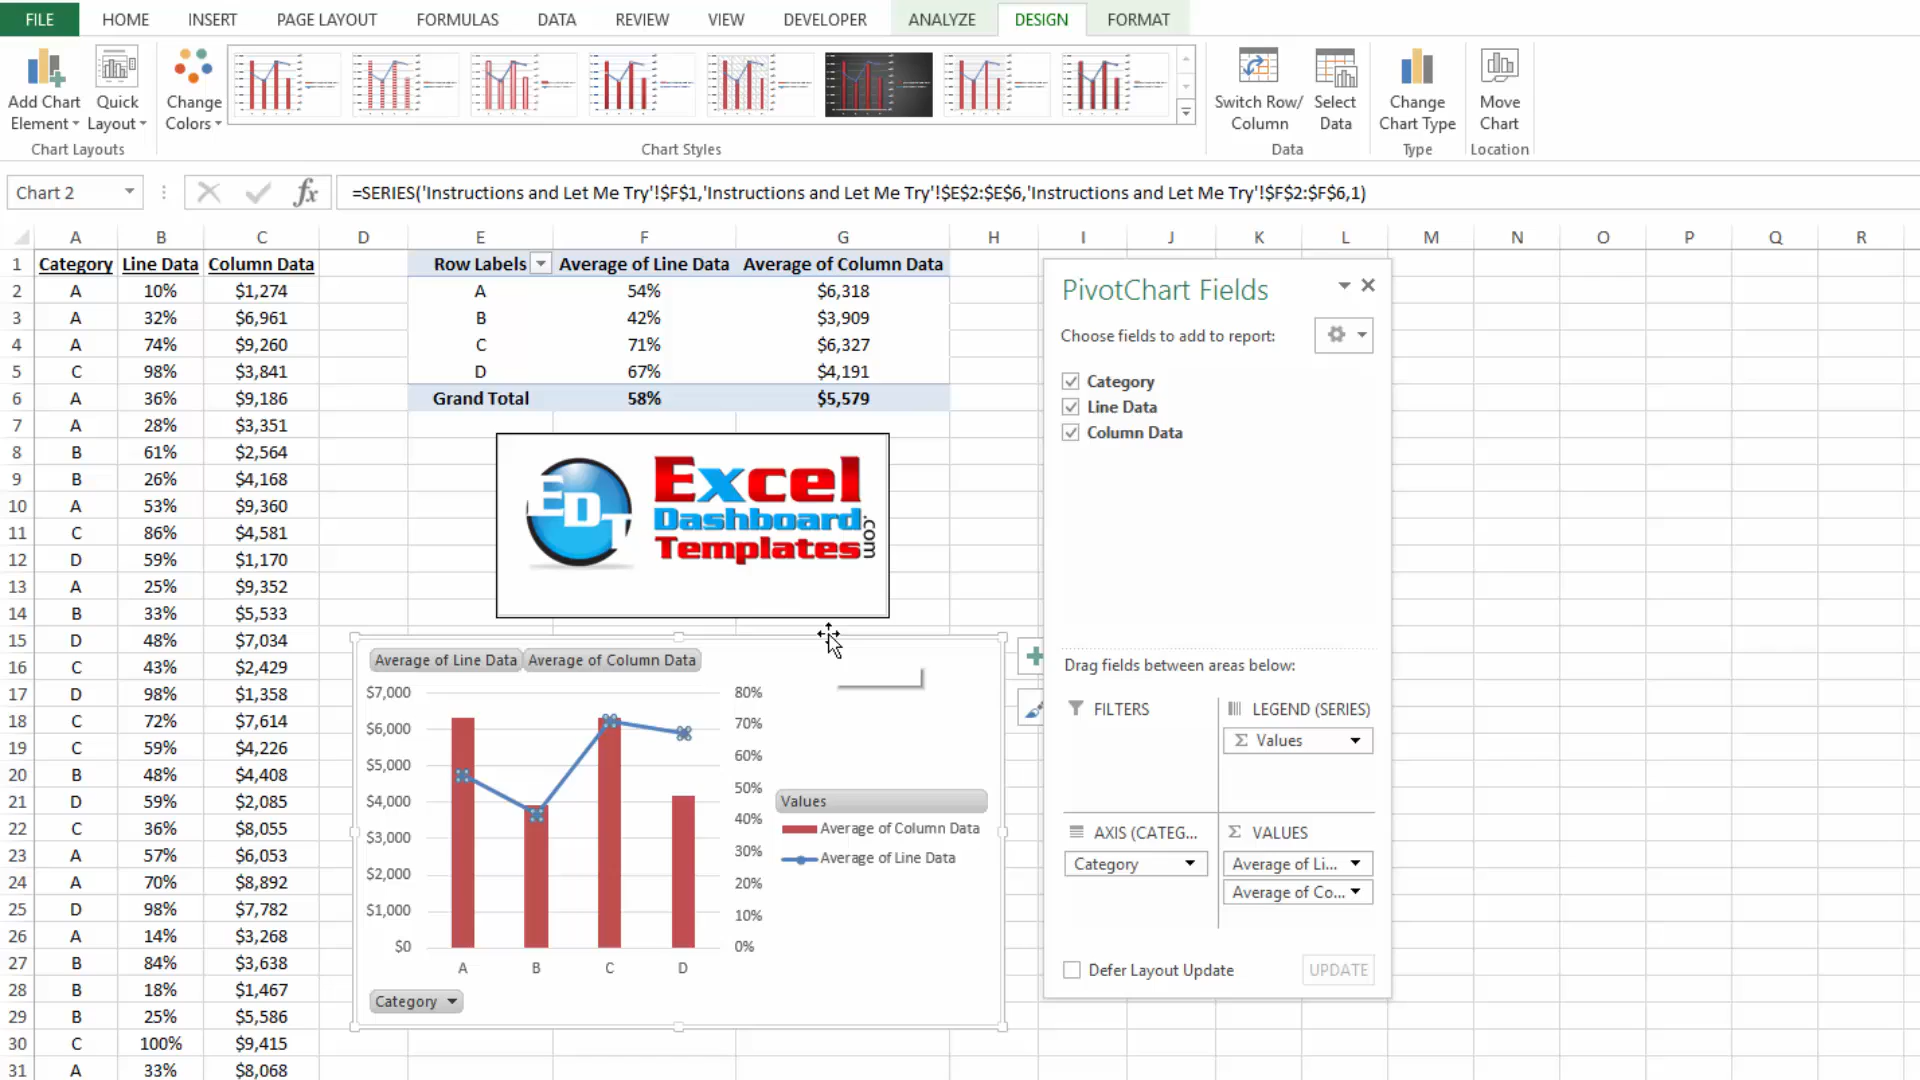 FILE HOME INSERT PAGE LAYOUT FORMULAS DATA REVIEW VIEW DEVELOPER ANALYZE DESIGN FORMAT
Add Chart Element
Quick Layout
Change Colors
Switch Row/ Column
Select Data
Change Chart Type
Move Chart
Chart Layouts Chart Styles Data Type Location
Chart 2 fx =SERIES('Instructions and Let Me Try'!$F$1,'Instructions and Let Me Try'!$E$2:$E$6,'Instructions and Let Me Try'!$F$2:$F$6,1)
A B C D E F G H I J K L M N O P Q R
1 Category Line Data Column Data Row Labels Average of Line Data Average of Column Data
2 A 10% $1,274 A 54% $6,318
3 A 32% $6,961 B 42% $3,909
4 A 74% $9,260 C 71% $6,327
5 C 98% $3,841 D 67% $4,191
6 A 36% $9,186 Grand Total 58% $5,579
7 A 28% $3,351
8 B 61% $2,564
9 B 26% $4,168
10 A 53% $9,360
11 C 86% $4,581
12 D 59% $1,170
13 A 25% $9,352
14 B 33% $5,533
15 D 48% $7,034
16 C 43% $2,429
17 D 98% $1,358
18 C 72% $7,614
19 C 59% $4,226
20 B 48% $4,408
21 D 59% $2,085
22 C 36% $8,055
23 A 57% $6,053
24 A 70% $8,892
25 D 98% $7,782
26 A 14% $3,268
27 B 84% $3,638
28 B 18% $1,467
29 B 25% $5,586
30 C 100% $9,415
31 A 33% $8,068
EDT
Excel
Dashboard
Templates
.com
Average of Line Data Average of Column Data
$7,000 80%
$6,000 70%
$5,000 60%
$4,000 50%
$3,000 40%
$2,000 30%
$1,000 20%
$0 10%
0%
A B C D
Values
Average of Column Data
Average of Line Data
Category
PivotChart Fields
Choose fields to add to report:
Category
Line Data
Column Data
Drag fields between areas below:
FILTERS
LEGEND (SERIES)
Σ Values
AXIS (CATEG...
Category
Σ VALUES
Average of Li...
Average of Co...
Defer Layout Update UPDATE